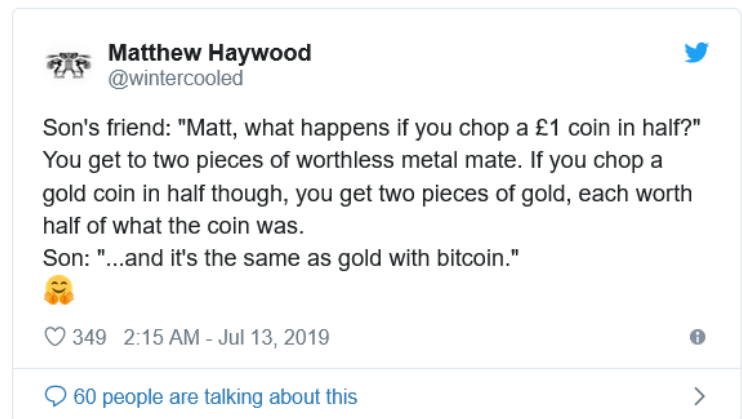 Matthew Haywood
@wintercooled
Son's friend: "Matt, what happens if you chop a £1 coin in half?"
You get to two pieces of worthless metal mate. If you chop a
gold coin in half though, you get two pieces of gold, each worth
half of what the coin was.
Son: "...and it's the same as gold with bitcoin."
🤗
349 2:15 AM - Jul 13, 2019
60 people are talking about this